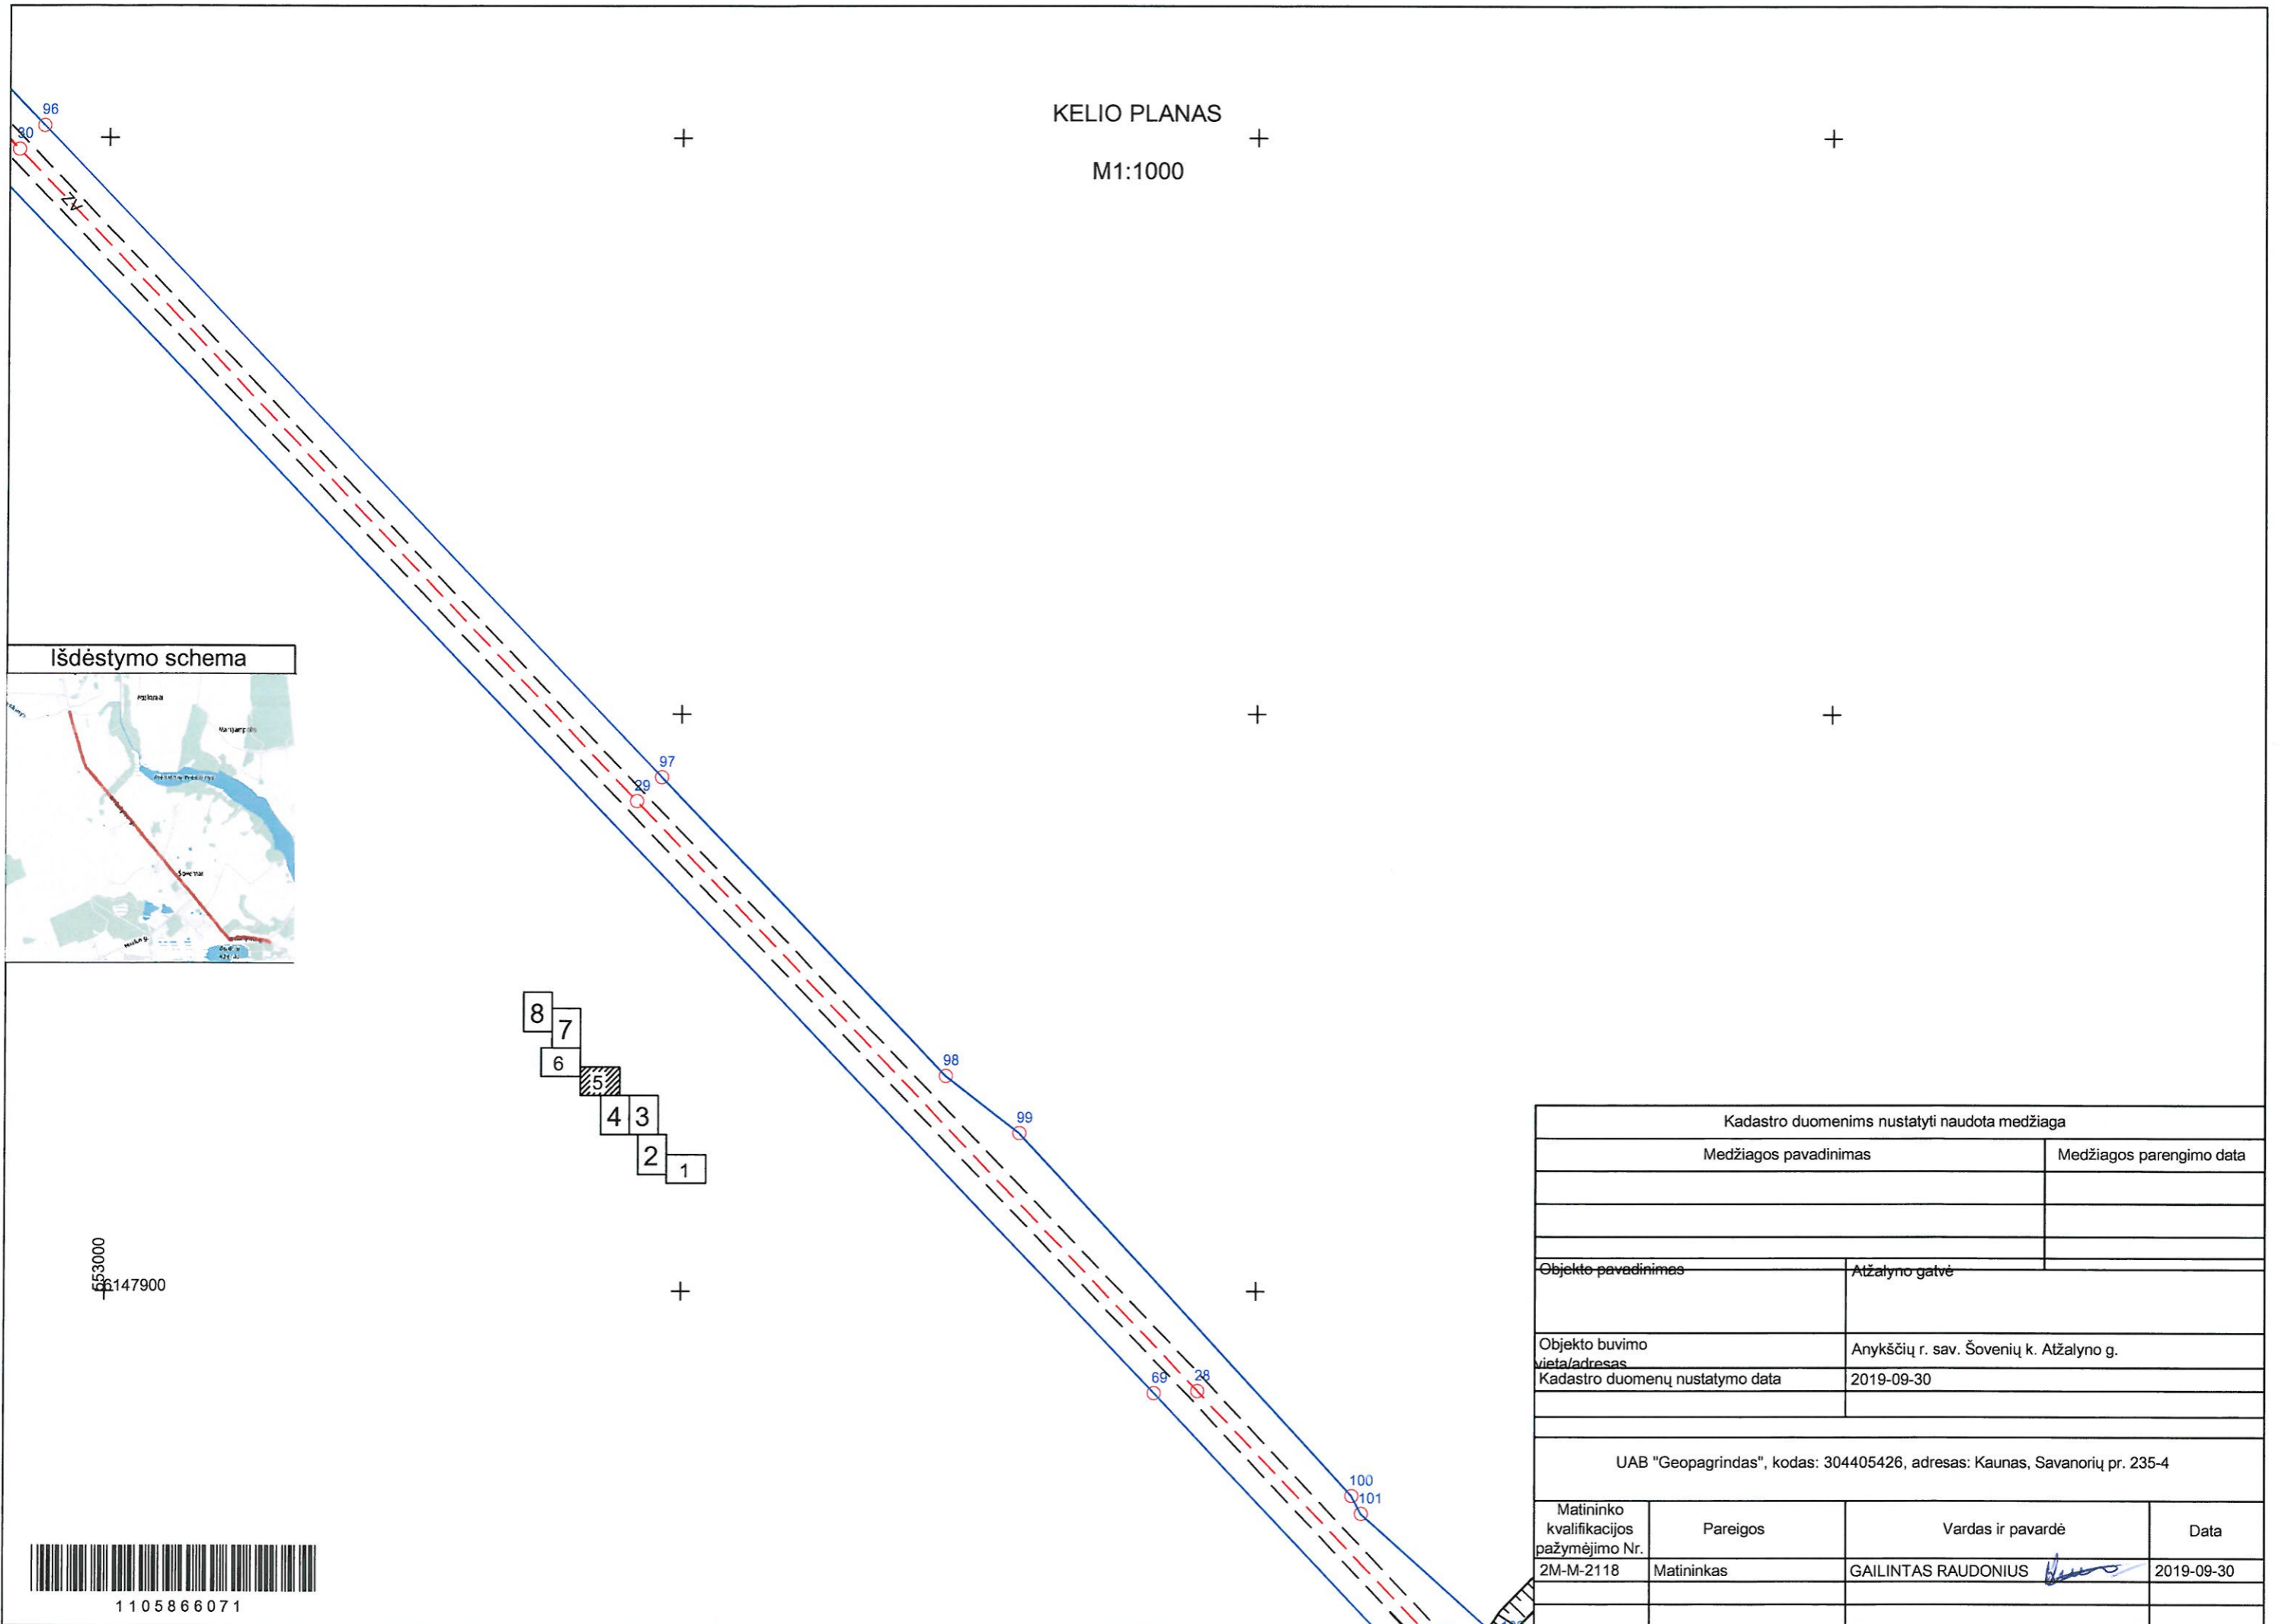 KELIO PLANAS
M1:1000
96
30
ŽV
97
29
98
99
69
28
100
101
Išdėstymo schema
8
7
6
5
4 3
2
1
553000
6147900
Kadastro duomenims nustatyti naudota medžiaga
Medžiagos pavadinimas Medžiagos parengimo data
Objekto pavadinimas Atžalyno gatvė
Objekto buvimo
vieta/adresas
Anykščių r. sav. Šovenių k. Atžalyno g.
Kadastro duomenų nustatymo data 2019-09-30
UAB "Geopagrindas", kodas: 304405426, adresas: Kaunas, Savanorių pr. 235-4
Matininko
kvalifikacijos
pažymėjimo Nr.
Pareigos Vardas ir pavardė Data
2M-M-2118 Matininkas GAILINTAS RAUDONIUS 2019-09-30
1105866071